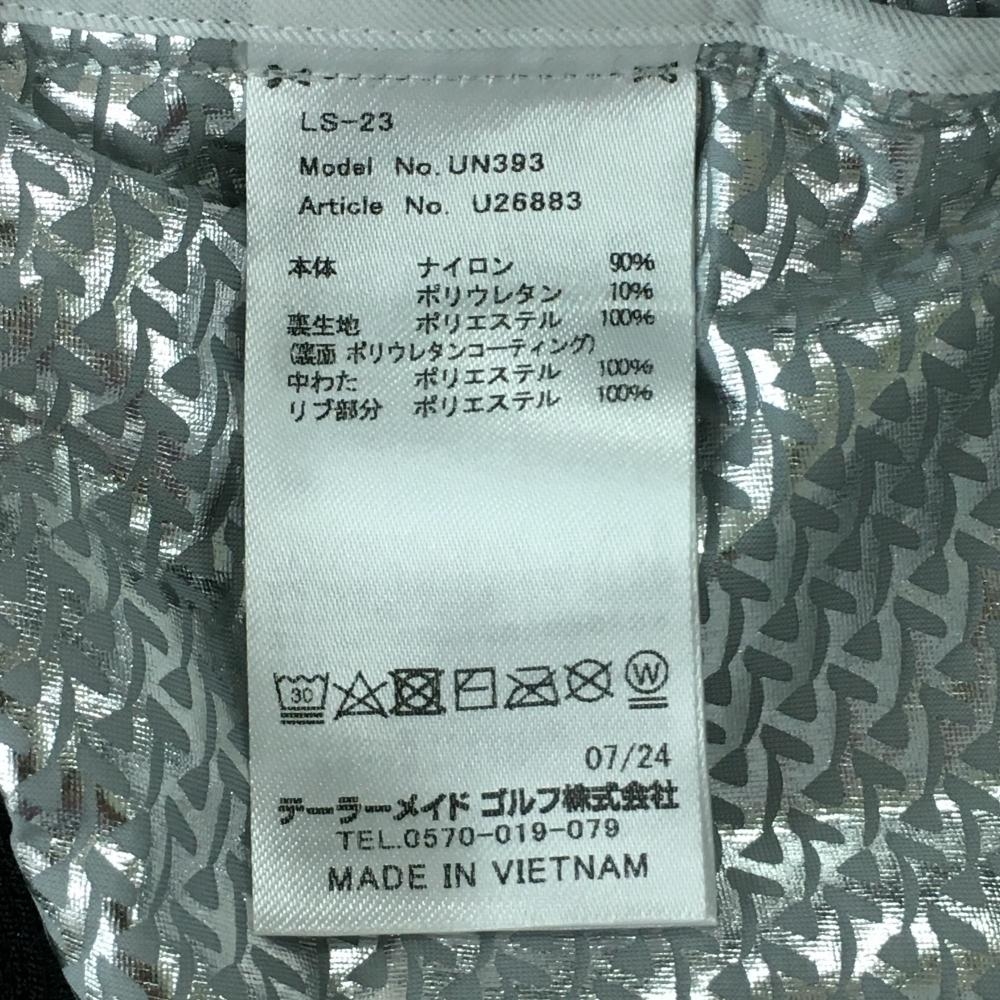 LS-23
Model No. UN393
Article No. U26883
本体 ナイロン 90%
ポリウレタン 10%
裏生地 ポリエステル 100%
(裏面 ポリウレタンコーティング)
中わた ポリエステル 100%
リブ部分 ポリエステル 100%
30 W
07/24
テーラーメイド ゴルフ株式会社
TEL.0570-019-079
MADE IN VIETNAM